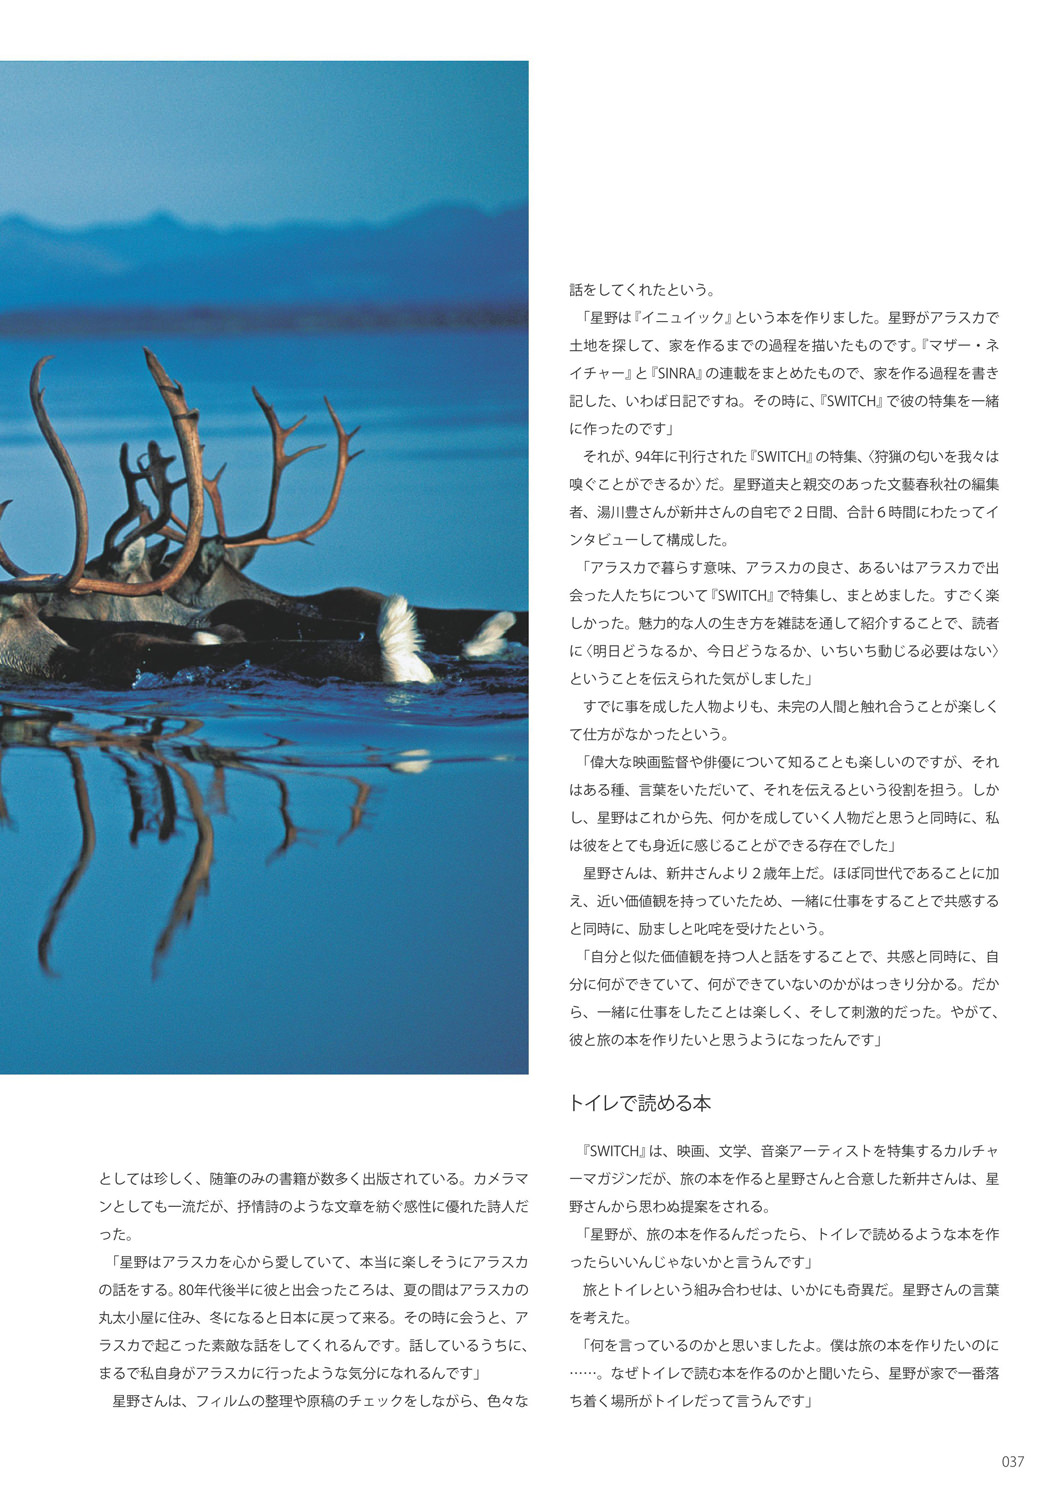 としては珍しく、随筆のみの書籍が数多く出版されている。カメラマ
ンとしても一流だが、抒情詩のような文章を紡ぐ感性に優れた詩人だ
った。
「星野はアラスカを心から愛していて、本当に楽しそうにアラスカ
の話をする。80年代後半に彼と出会ったころは、夏の間はアラスカの
丸太小屋に住み、冬になると日本に戻って来る。その時に会うと、ア
ラスカで起こった素敵な話をしてくれるんです。話しているうちに、
まるで私自身がアラスカに行ったような気分になれるんです」
星野さんは、フィルムの整理や原稿のチェックをしながら、色々な
話をしてくれたという。
「星野は『イニュイック』という本を作りました。星野がアラスカで
土地を探して、家を作るまでの過程を描いたものです。『マザー・ネ
イチャー』と『SINRA』の連載をまとめたもので、家を作る過程を書き
記した、いわば日記ですね。その時に、『SWITCH』で彼の特集を一緒
に作ったのです」
それが、94年に刊行された『SWITCH』の特集、〈狩猟の匂いを我々は
嗅ぐことができるか〉だ。星野道夫と親交のあった文藝春秋社の編集
者、湯川豊さんが新井さんの自宅で2日間、合計6時間にわたってイ
ンタビューして構成した。
「アラスカで暮らす意味、アラスカの良さ、あるいはアラスカで出
会った人たちについて『SWITCH』で特集し、まとめました。すごく楽
しかった。魅力的な人の生き方を雑誌を通して紹介することで、読者
に〈明日どうなるか、今日どうなるか、いちいち動じる必要はない〉
ということを伝えられた気がしました」
すでに事を成した人物よりも、未完の人間と触れ合うことが楽しく
て仕方がなかったという。
「偉大な映画監督や俳優について知ることも楽しいのですが、それ
はある種、言葉をいただいて、それを伝えるという役割を担う。しか
し、星野はこれから先、何かを成していく人物だと思うと同時に、私
は彼をとても身近に感じることができる存在でした」
星野さんは、新井さんより2歳年上だ。ほぼ同世代であることに加
え、近い価値観を持っていたため、一緒に仕事をすることで共感する
と同時に、励ましと叱咤を受けたという。
「自分と似た価値観を持つ人と話をすることで、共感と同時に、自
分に何ができていて、何ができていないのかがはっきり分かる。だか
ら、一緒に仕事をしたことは楽しく、そして刺激的だった。やがて、
彼と旅の本を作りたいと思うようになったんです」
トイレで読める本
『SWITCH』は、映画、文学、音楽アーティストを特集するカルチャ
ーマガジンだが、旅の本を作ると星野さんと合意した新井さんは、星
野さんから思わぬ提案をされる。
「星野が、旅の本を作るんだったら、トイレで読めるような本を作
ったらいいんじゃないかと言うんです」
旅とトイレという組み合わせは、いかにも奇異だ。星野さんの言葉
を考えた。
「何を言っているのかと思いましたよ。僕は旅の本を作りたいのに
……。なぜトイレで読む本を作るのかと聞いたら、星野が家で一番落
ち着く場所がトイレだって言うんです」
037